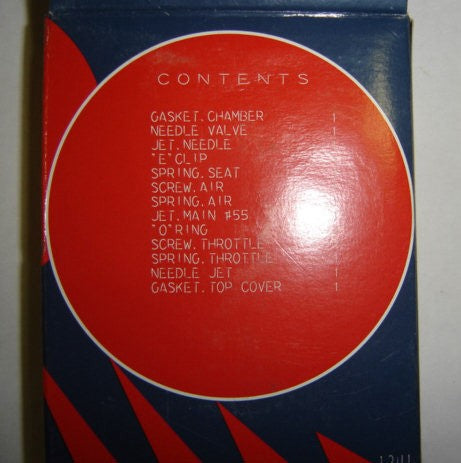 CONTENTS
GASKET.CHAMBER 1
NEEDLE VALVE 1
JET.NEEDLE
"E"CLIP
SPRING.SEAT
SCREW.AIR
SPRING.AIR
JET.MAIN #55
"O"RING
SCREW.THROTTLE
SPRING.THROTTLE 1
NEEDLE JET 1
GASKET.TOP COVER 1